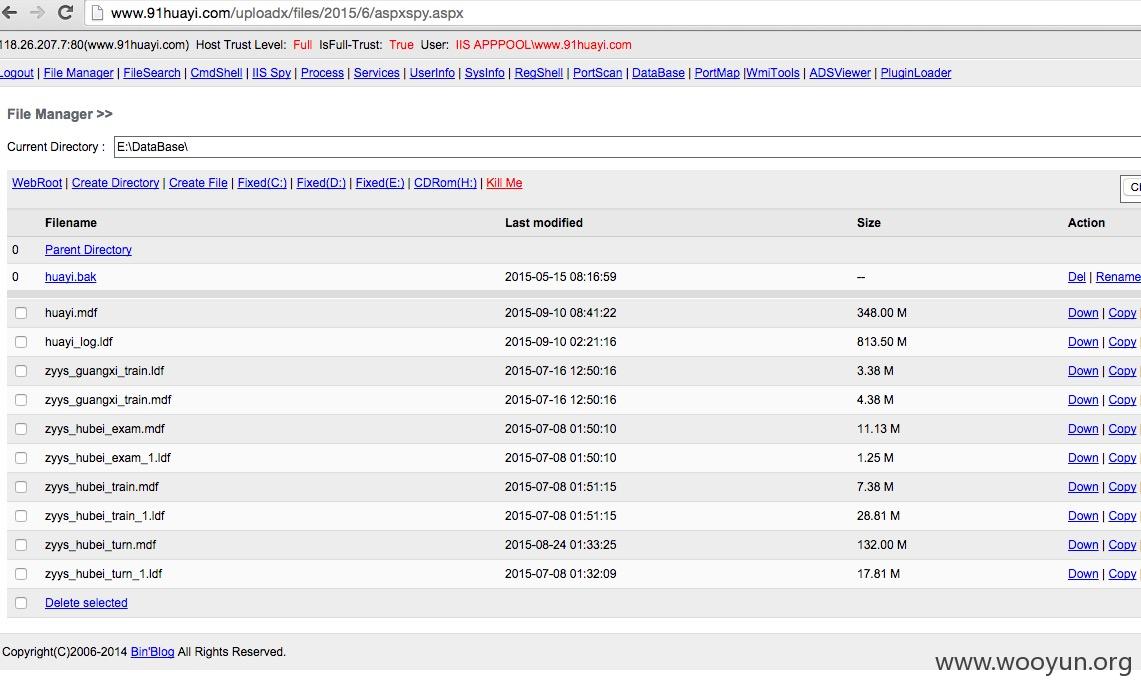 www.91huayi.com/uploadx/files/2015/6/aspxspy.aspx
118.26.207.7:80(www.91huayi.com) Host Trust Level: Full IsFull-Trust: True User: IIS APPPOOL\www.91huayi.com
Logout | File Manager | FileSearch | CmdShell | IIS Spy | Process | Services | UserInfo | SysInfo | RegShell | PortScan | DataBase | PortMap |WmiTools | ADSViewer | PluginLoader
File Manager >>
Current Directory : E:\DataBase\
WebRoot | Create Directory | Create File | Fixed(C:) | Fixed(D:) | Fixed(E:) | CDRom(H:) | Kill Me
Filename Last modified Size Action
0 Parent Directory
0 huayi.bak 2015-05-15 08:16:59 -- Del | Rename
huayi.mdf 2015-09-10 08:41:22 348.00 M Down | Copy
huayi_log.ldf 2015-09-10 02:21:16 813.50 M Down | Copy
zyys_guangxi_train.ldf 2015-07-16 12:50:16 3.38 M Down | Copy
zyys_guangxi_train.mdf 2015-07-16 12:50:16 4.38 M Down | Copy
zyys_hubei_exam.mdf 2015-07-08 01:50:10 11.13 M Down | Copy
zyys_hubei_exam_1.ldf 2015-07-08 01:50:10 1.25 M Down | Copy
zyys_hubei_train.mdf 2015-07-08 01:51:15 7.38 M Down | Copy
zyys_hubei_train_1.ldf 2015-07-08 01:51:15 28.81 M Down | Copy
zyys_hubei_turn.mdf 2015-08-24 01:33:25 132.00 M Down | Copy
zyys_hubei_turn_1.ldf 2015-07-08 01:32:09 17.81 M Down | Copy
Delete selected
Copyright(C)2006-2014 Bin'Blog All Rights Reserved.
www.wooyun.org